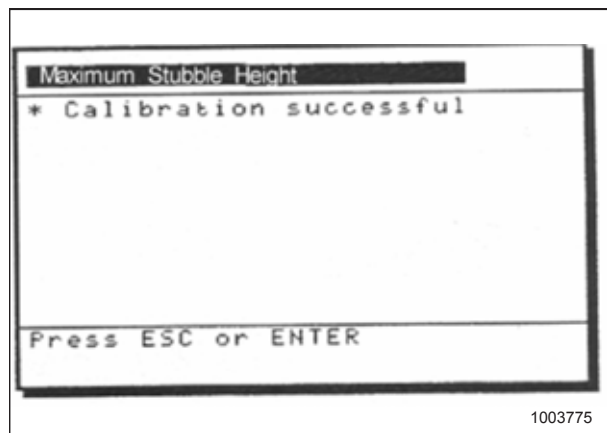 Maximum Stubble Height
* Calibration successful
Press ESC or ENTER
1003775